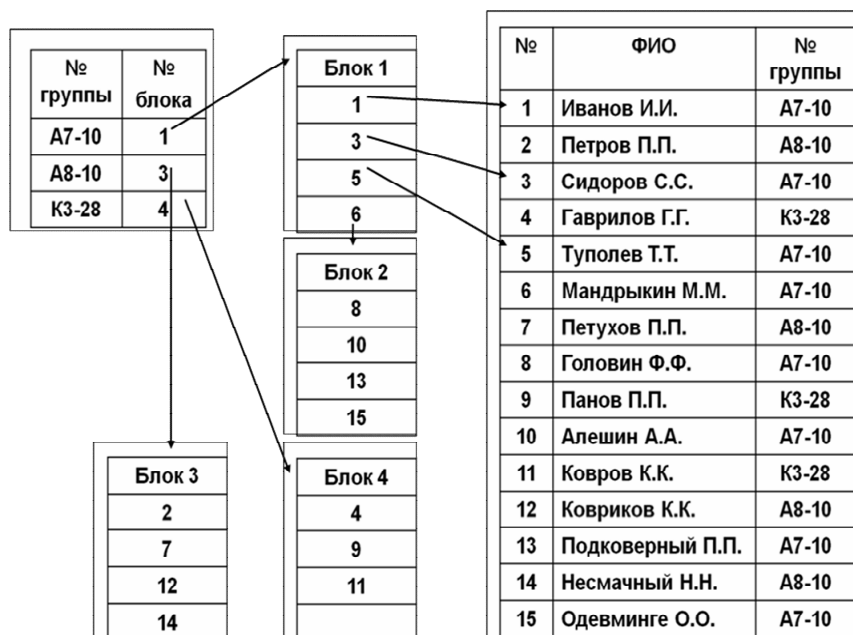 № группы № блока
А7-10 1
А8-10 3
К3-28 4
Блок 1
1
3
5
6
Блок 2
8
10
13
15
Блок 3
2
7
12
14
Блок 4
4
9
11
№ ФИО № группы
1 Иванов И.И. А7-10
2 Петров П.П. А8-10
3 Сидоров С.С. А7-10
4 Гаврилов Г.Г. К3-28
5 Туполев Т.Т. А7-10
6 Мандрыкин М.М. А7-10
7 Петухов П.П. А8-10
8 Головин Ф.Ф. А7-10
9 Панов П.П. К3-28
10 Алешин А.А. А7-10
11 Ковров К.К. К3-28
12 Ковриков К.К. А8-10
13 Подковерный П.П. А7-10
14 Несмачный Н.Н. А8-10
15 Одевминге О.О. А7-10